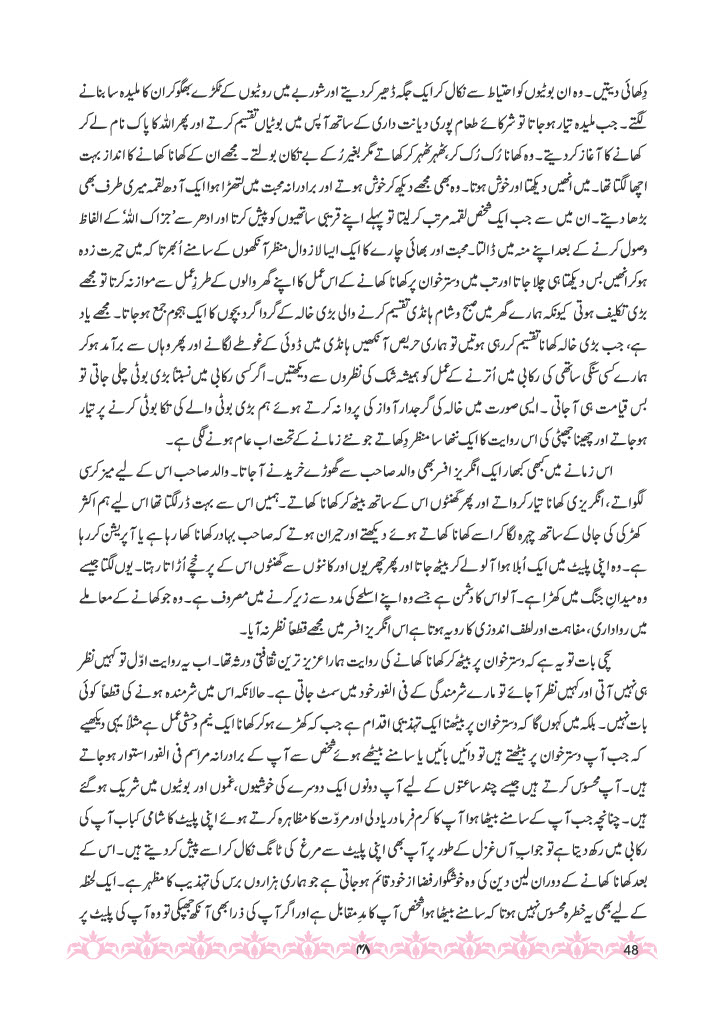 دِکھائی دیتیں۔ وہ ان بوٹیوں کو احتیاط سے نکال کر ایک جگہ ڈھیر کر دیتے اور شوربے میں روٹیوں کے ٹکڑے بھگو کر ان کا ملیدہ سا بنانے
لگتے۔ جب ملیدہ تیار ہو جاتا تو شرکائے طعام پوری دیانت داری کے ساتھ آپس میں بوٹیاں تقسیم کرتے اور پھر اللہ کا پاک نام لے کر
کھانے کا آغاز کر دیتے۔ وہ کھانا رُک رُک کر، ٹھہر ٹھہر کر کھاتے مگر بغیر رُکے بے تکان بولتے۔ مجھے ان کے کھانا کھانے کا انداز بہت
اچھا لگتا تھا۔ میں انھیں دیکھتا اور خوش ہوتا۔ وہ بھی مجھے دیکھ کر خوش ہوتے اور برادرانہ محبت میں لتھڑا ہوا ایک آدھ لقمہ میری طرف بھی
بڑھا دیتے۔ ان میں سے جب ایک شخص لقمہ مرتب کر لیتا تو پہلے اپنے قریبی ساتھیوں کو پیش کرتا اور ادھر سے ’جزاک اللہ‘ کے الفاظ
وصول کرنے کے بعد اپنے منہ میں ڈالتا۔ محبت اور بھائی چارے کا ایک ایسا لازوال منظر آنکھوں کے سامنے اُبھرتا کہ میں حیرت زدہ
ہو کر انھیں بس دیکھتا ہی چلا جاتا اور تب میں دستر خوان پر کھانا کھانے کے اس عمل کا اپنے گھر والوں کے طرزِ عمل سے موازنہ کرتا تو مجھے
بڑی تکلیف ہوتی کیونکہ ہمارے گھر میں صبح و شام ہانڈی تقسیم کرنے والی بڑی خالہ کے گردا گرد بچوں کا ایک ہجوم جمع ہو جاتا۔ مجھے یاد
ہے، جب بڑی خالہ کھانا تقسیم کر رہی ہوتیں تو ہماری حریص آنکھیں ہانڈی میں ڈوئی کے غوطے لگانے اور پھر وہاں سے برآمد ہو کر
ہمارے کسی سنگی ساتھی کی رکابی میں اُترنے کے عمل کو ہمیشہ شک کی نظروں سے دیکھتیں۔ اگر کسی رکابی میں نسبتاً بڑی بوٹی چلی جاتی تو
بس قیامت ہی آجاتی۔ ایسی صورت میں خالہ کی گرجدار آواز کی پروا نہ کرتے ہوئے ہم بڑی بوٹی والے کی تکا بوٹی کرنے پر تیار
ہو جاتے اور چھینا جھپٹی کی اس روایت کا ایک ننھا سا منظر دِکھاتے جو نئے زمانے کے تحت اب عام ہونے لگی ہے۔
اس زمانے میں کبھی کبھار ایک انگریز افسر بھی والد صاحب سے گھوڑے خریدنے آجاتا۔ والد صاحب اس کے لیے میز کرسی
لگواتے، انگریزی کھانا تیار کرواتے اور پھر گھنٹوں اس کے ساتھ بیٹھ کر کھانا کھاتے۔ ہمیں اس سے بہت ڈر لگتا تھا اس لیے ہم اکثر
کھڑکی کی جالی کے ساتھ چہرہ لگا کر اسے کھانا کھاتے ہوئے دیکھتے اور حیران ہوتے کہ صاحب بہادر کھانا کھا رہا ہے یا آپریشن کر رہا
ہے۔ وہ اپنی پلیٹ میں ایک اُبلا ہوا آلو لے کر بیٹھ جاتا اور پھر چھریوں اور کانٹوں سے گھنٹوں اس کے پرخچے اُڑاتا رہتا۔ یوں لگتا جیسے
وہ میدانِ جنگ میں کھڑا ہے۔ آلو اس کا دشمن ہے جسے وہ اپنے اسلحے کی مدد سے زیر کرنے میں مصروف ہے۔ وہ جو کھانے کے معاملے
میں رواداری، مفاہمت اور لطف اندوزی کا رویہ ہوتا ہے اس انگریز افسر میں مجھے قطعاً نظر نہ آیا۔
سچّی بات تو یہ ہے کہ دستر خوان پر بیٹھ کر کھانا کھانے کی روایت ہمارا عزیز ترین ثقافتی ورثہ تھا۔ اب یہ روایت اوّل تو کہیں نظر
ہی نہیں آتی اور کہیں نظر آجائے تو مارے شرمندگی کے فی الفور خود میں سمٹ جاتی ہے۔ حالانکہ اس میں شرمندہ ہونے کی قطعاً کوئی
بات نہیں۔ بلکہ میں کہوں گا کہ دستر خوان پر بیٹھنا ایک تہذیبی اقدام ہے جب کہ کھڑے ہو کر کھانا ایک نیم وحشی عمل ہے مثلاً یہی دیکھیے
کہ جب آپ دستر خوان پر بیٹھتے ہیں تو دائیں بائیں یا سامنے بیٹھے ہوئے شخص سے آپ کے برادرانہ مراسم فی الفور استوار ہو جاتے
ہیں۔ آپ محسوس کرتے ہیں جیسے چند ساعتوں کے لیے آپ دونوں ایک دوسرے کی خوشیوں، غموں اور بوٹیوں میں شریک ہو گئے
ہیں۔ چنانچہ جب آپ کے سامنے بیٹھا ہوا آپ کا کرم فرما دریا دلی اور مروّت کا مظاہرہ کرتے ہوئے اپنی پلیٹ کا شامی کباب آپ کی
رکابی میں رکھ دیتا ہے تو جوابِ آں غزل کے طور پر آپ بھی اپنی پلیٹ سے مرغ کی ٹانگ نکال کر اسے پیش کر دیتے ہیں۔ اس کے
بعد کھانا کھانے کے دوران لین دین کی وہ خوشگوار فضا از خود قائم ہو جاتی ہے جو ہماری ہزاروں برس کی تہذیب کا مظہر ہے۔ ایک لحظہ
کے لیے بھی یہ خطرہ محسوس نہیں ہوتا کہ سامنے بیٹھا ہوا شخص آپ کا مدِّ مقابل ہے اور اگر آپ کی ذرا بھی آنکھ جھپکی تو وہ آپ کی پلیٹ پر
۴۸
48